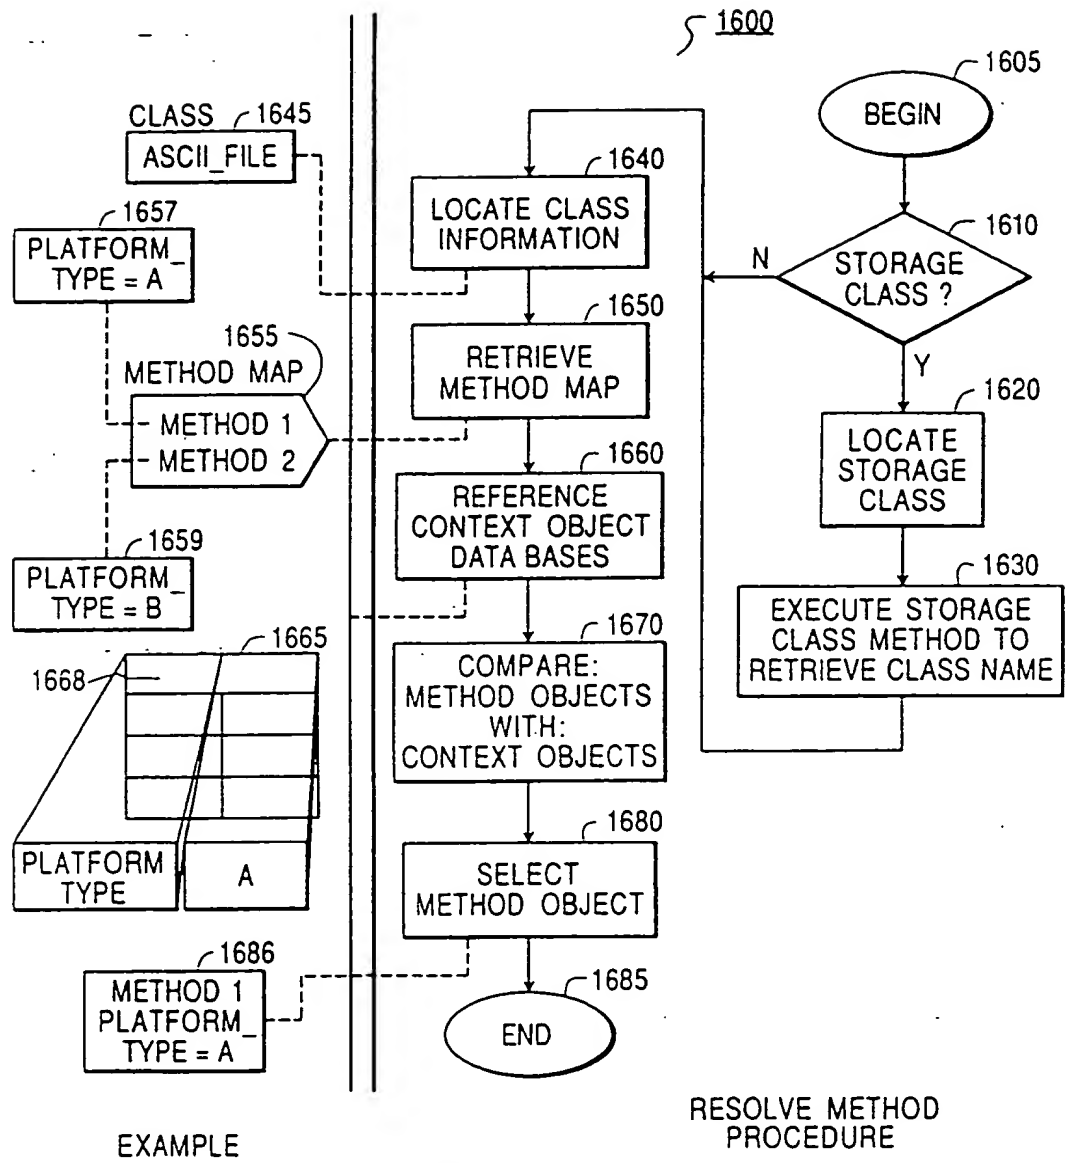 1600
1605
BEGIN
1610
STORAGE
CLASS ?
N
Y
1620
LOCATE
STORAGE
CLASS
1630
EXECUTE STORAGE
CLASS METHOD TO
RETRIEVE CLASS NAME
1640
LOCATE CLASS
INFORMATION
1650
RETRIEVE
METHOD MAP
1660
REFERENCE
CONTEXT OBJECT
DATA BASES
1670
COMPARE:
METHOD OBJECTS
WITH:
CONTEXT OBJECTS
1680
SELECT
METHOD OBJECT
1685
END
CLASS
1645
ASCII_FILE
1657
PLATFORM_
TYPE = A
1655
METHOD MAP
METHOD 1
METHOD 2
1659
PLATFORM_
TYPE = B
1665
1668
PLATFORM
TYPE
A
1686
METHOD 1
PLATFORM_
TYPE = A
EXAMPLE
RESOLVE METHOD
PROCEDURE